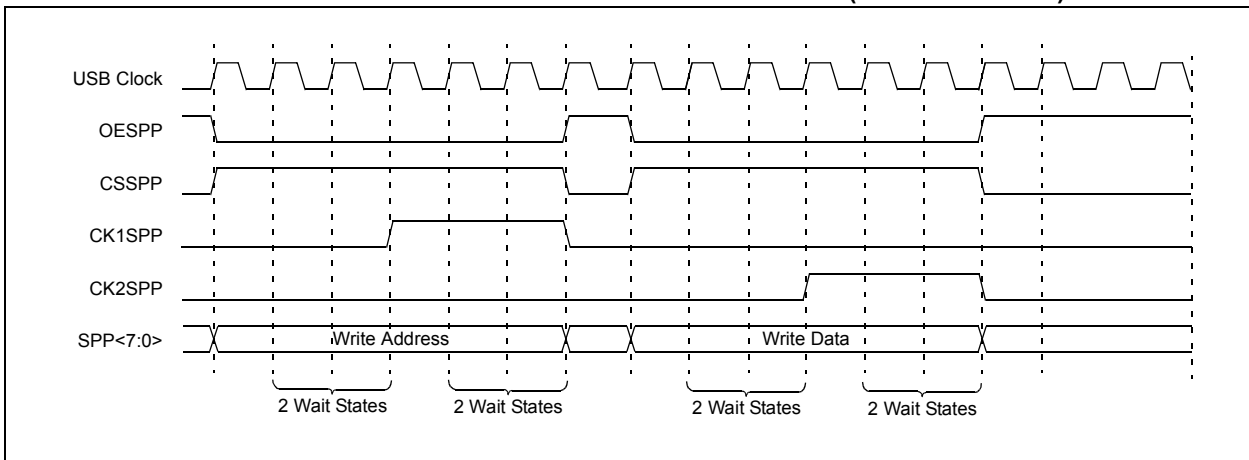 USB Clock
OESPP
CSSPP
CK1SPP
CK2SPP
SPP<7:0> Write Address Write Data
2 Wait States 2 Wait States 2 Wait States 2 Wait States